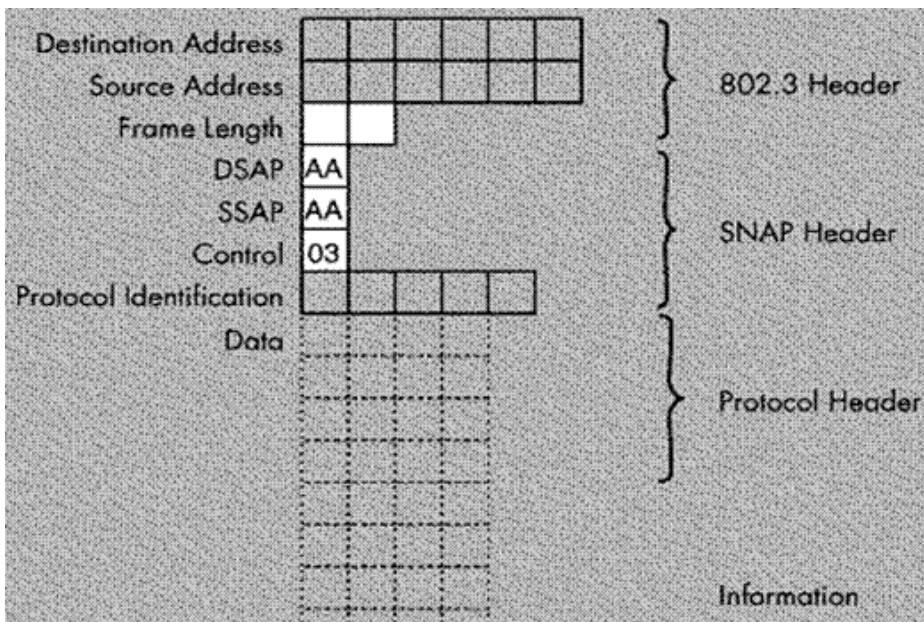 Destination Address
Source Address
802.3 Header
Frame Length
DSAP AA
SSAP AA
SNAP Header
Control 03
Protocol Identification
Data
Protocol Header
Information